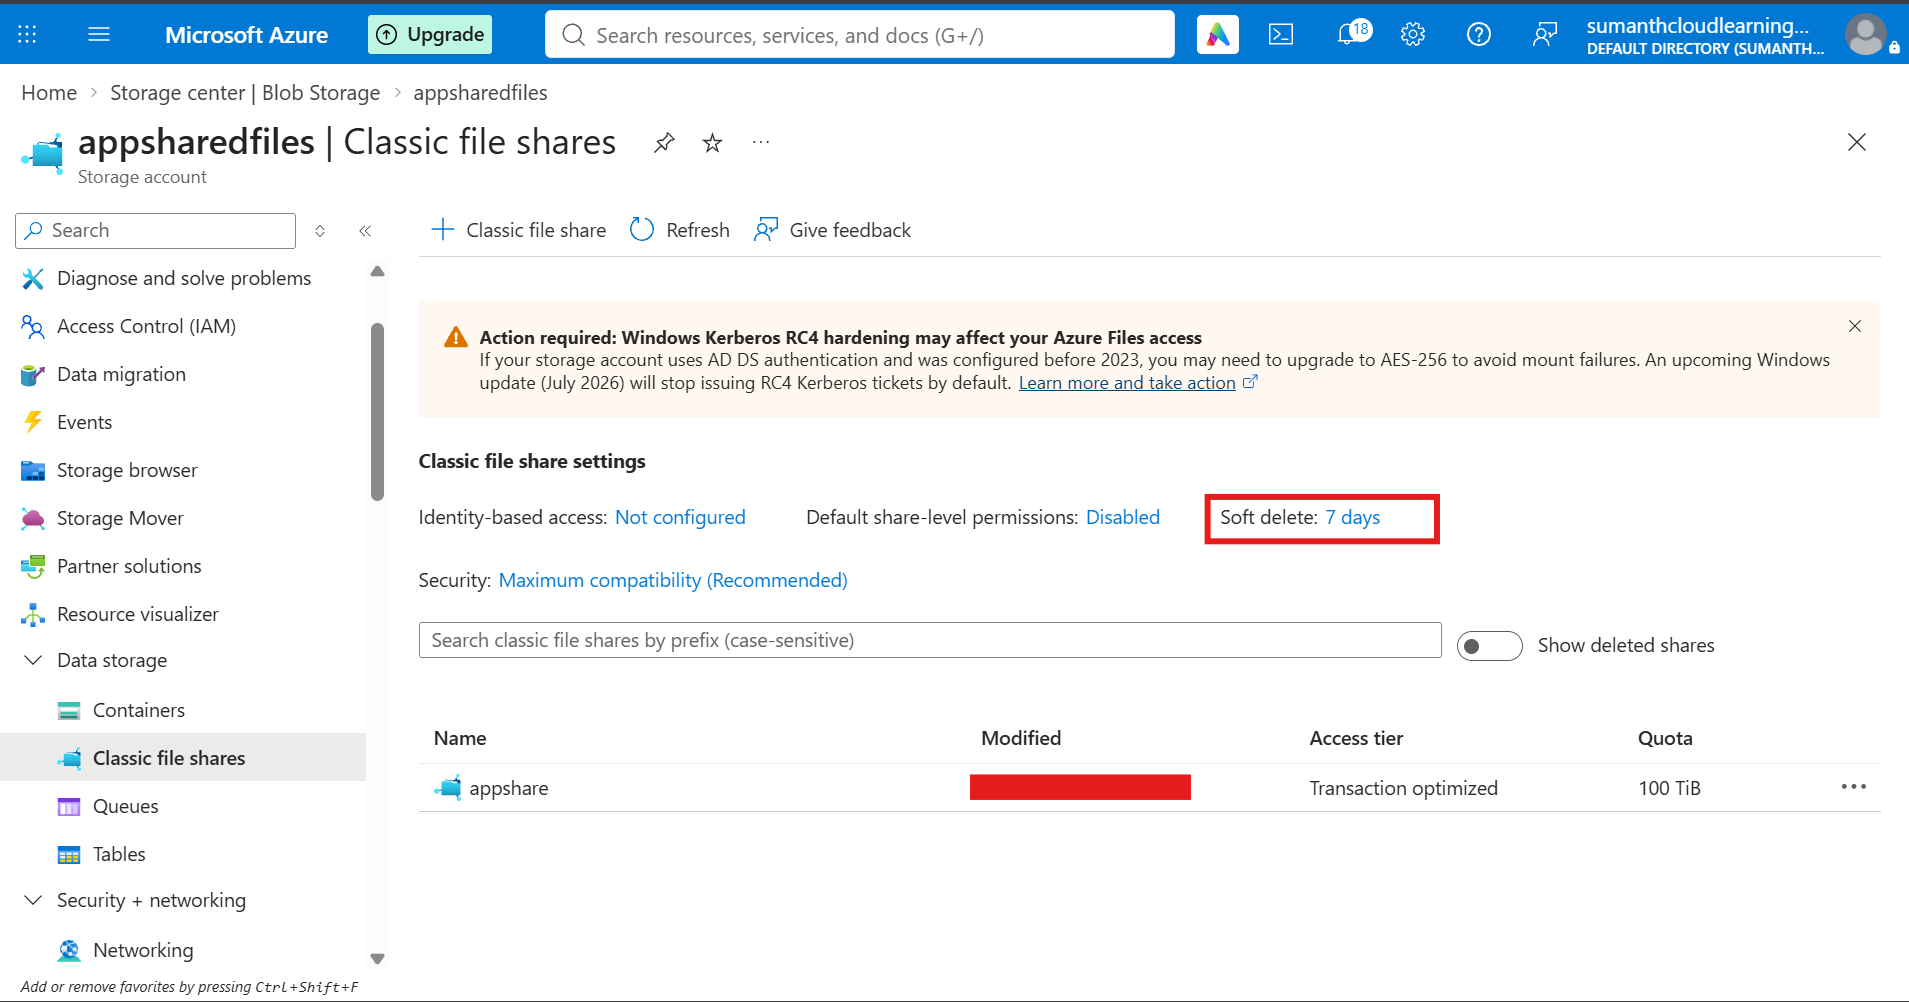 Microsoft Azure
Upgrade
Search resources, services, and docs (G+/)
18
sumanthcloudlearning...
DEFAULT DIRECTORY (SUMANTH...
Home > Storage center | Blob Storage > appsharedfiles
appsharedfiles | Classic file shares
Storage account
Search
Diagnose and solve problems
Access Control (IAM)
Data migration
Events
Storage browser
Storage Mover
Partner solutions
Resource visualizer
Data storage
Containers
Classic file shares
Queues
Tables
Security + networking
Networking
Add or remove favorites by pressing Ctrl+Shift+F
Classic file share
Refresh
Give feedback
Action required: Windows Kerberos RC4 hardening may affect your Azure Files access
If your storage account uses AD DS authentication and was configured before 2023, you may need to upgrade to AES-256 to avoid mount failures. An upcoming Windows
update (July 2026) will stop issuing RC4 Kerberos tickets by default. Learn more and take action
Classic file share settings
Identity-based access: Not configured
Default share-level permissions: Disabled
Soft delete: 7 days
Security: Maximum compatibility (Recommended)
Search classic file shares by prefix (case-sensitive)
Show deleted shares
Name Modified Access tier Quota
appshare Transaction optimized 100 TiB